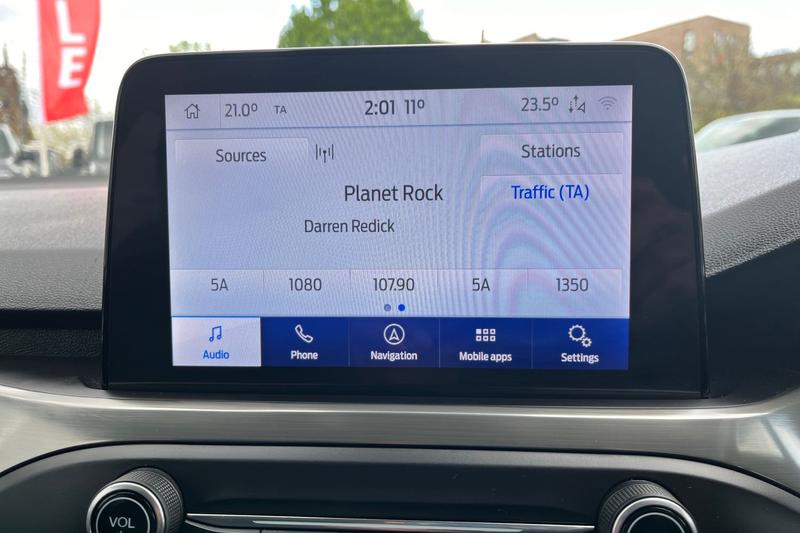 LE
21.0° TA 2:01 11° 23.5°
Sources Stations
Planet Rock Traffic (TA)
Darren Redick
5A 1080 107.90 5A 1350
Audio Phone Navigation Mobile apps Settings
VOL